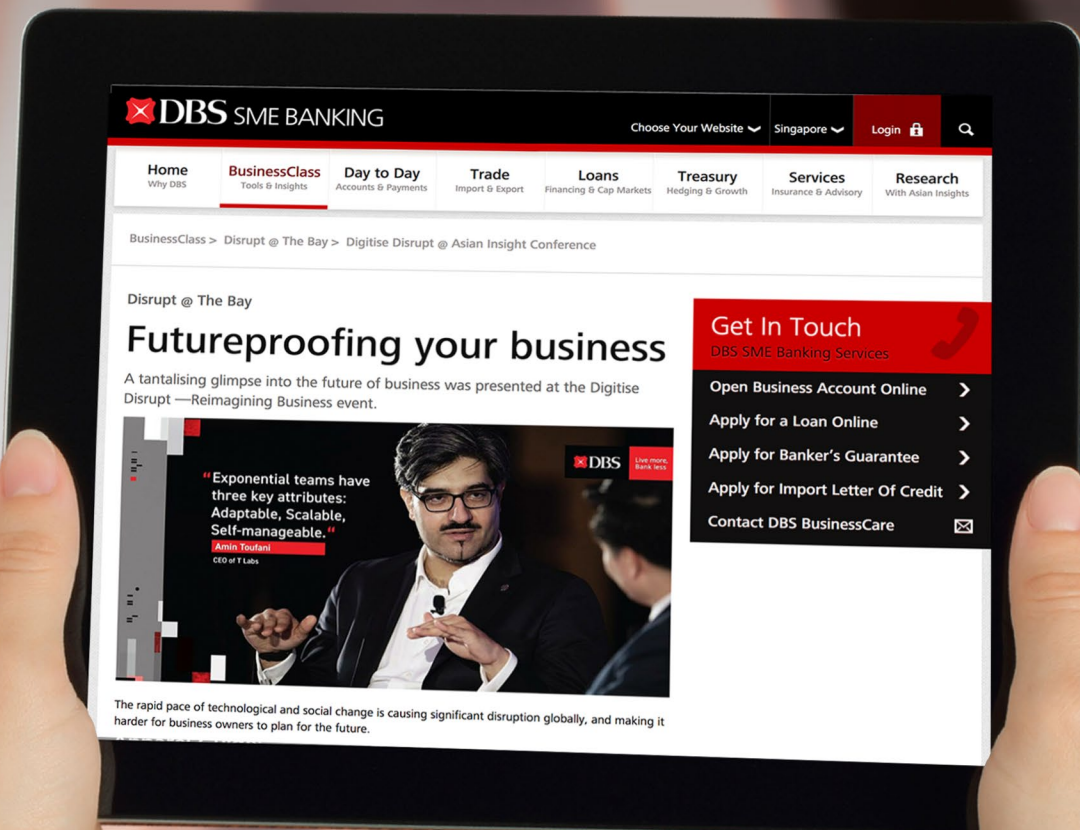 DBS SME BANKING
Choose Your Website
Singapore
Login
Home
Why DBS
BusinessClass
Tools & Insights
Day to Day
Accounts & Payments
Trade
Import & Export
Loans
Financing & Cap Markets
Treasury
Hedging & Growth
Services
Insurance & Advisory
Research
With Asian Insights
BusinessClass > Disrupt @ The Bay > Digitise Disrupt @ Asian Insight Conference
Disrupt @ The Bay
Futureproofing your business
A tantalising glimpse into the future of business was presented at the Digitise
Disrupt —Reimagining Business event.
“Exponential teams have
three key attributes:
Adaptable, Scalable,
Self-manageable.“
Amin Toufani
CEO of T Labs
DBS
Live more,
Bank less
The rapid pace of technological and social change is causing significant disruption globally, and making it
harder for business owners to plan for the future.
Get In Touch
DBS SME Banking Services
Open Business Account Online
Apply for a Loan Online
Apply for Banker's Guarantee
Apply for Import Letter Of Credit
Contact DBS BusinessCare